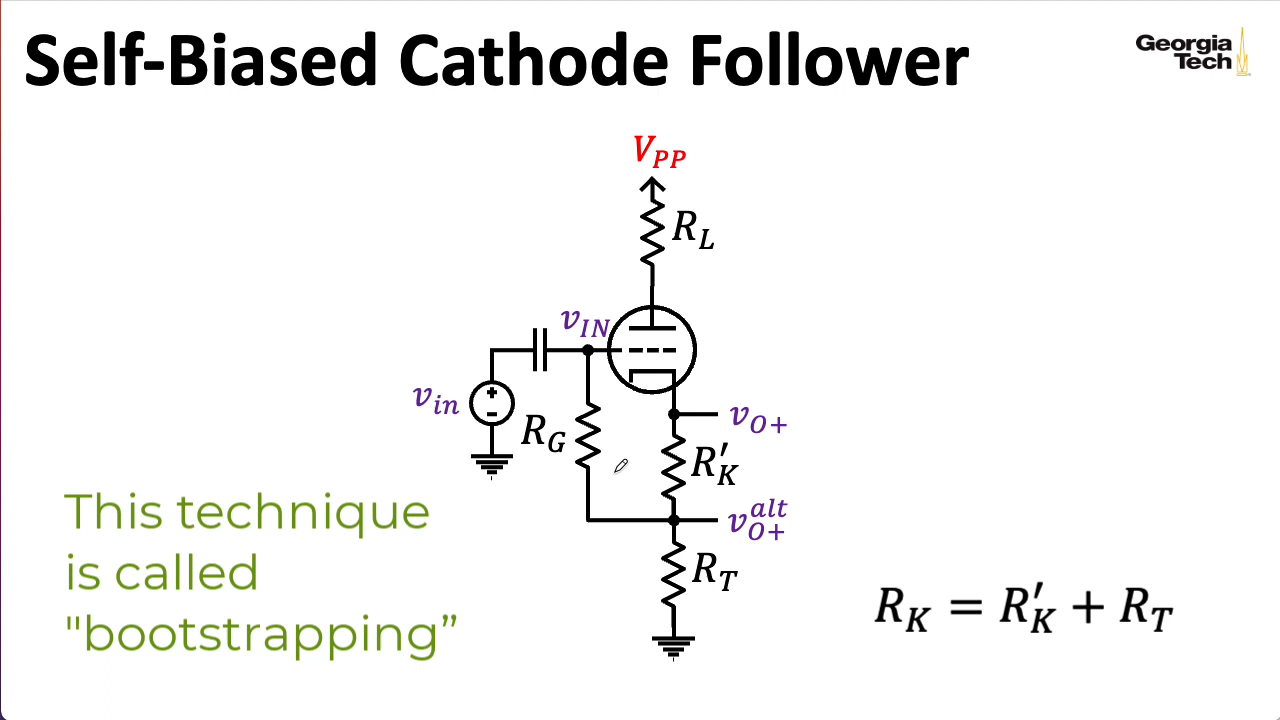 Self-Biased Cathode Follower
Georgia
Tech
V_PP
R_L
v_IN
v_in
R_G
v_O+
R'_K
v_O+^alt
R_T
This technique
is called
"bootstrapping”
R_K = R'_K + R_T